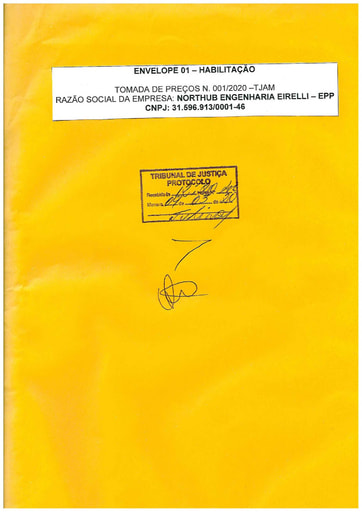 ENVELOPE 01 – HABILITAÇÃO
TOMADA DE PREÇOS N. 001/2020 –TJAM
RAZÃO SOCIAL DA EMPRESA: NORTHUB ENGENHARIA EIRELLI – EPP
CNPJ: 31.596.913/0001-46
TRIBUNAL DE JUSTIÇA
PROTOCOLO